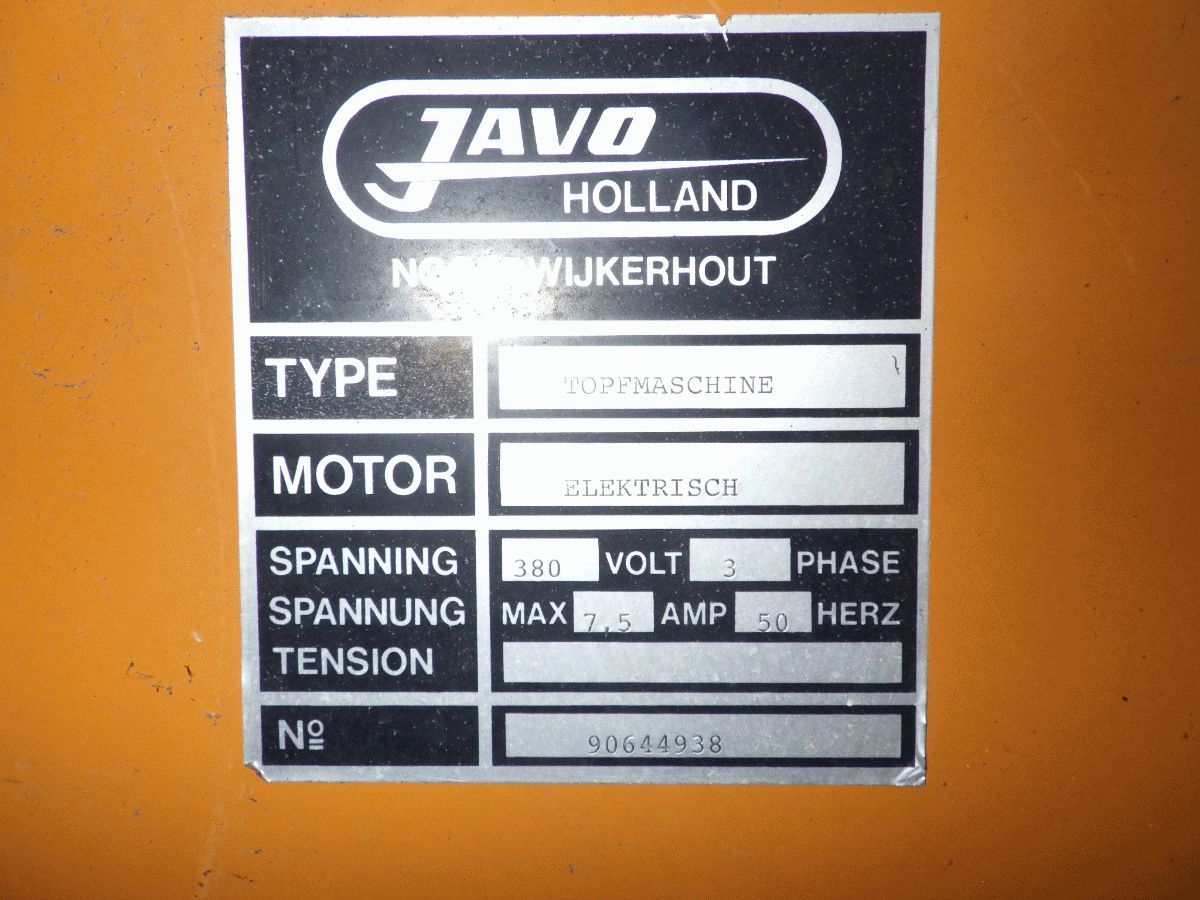 JAVO
HOLLAND
TYPE TOPFMASCHINE
MOTOR ELEKTRISCH
SPANNING 380 VOLT 3 PHASE
SPANNUNG MAX 7,5 AMP 50 HERZ
TENSION
Nº 90644938